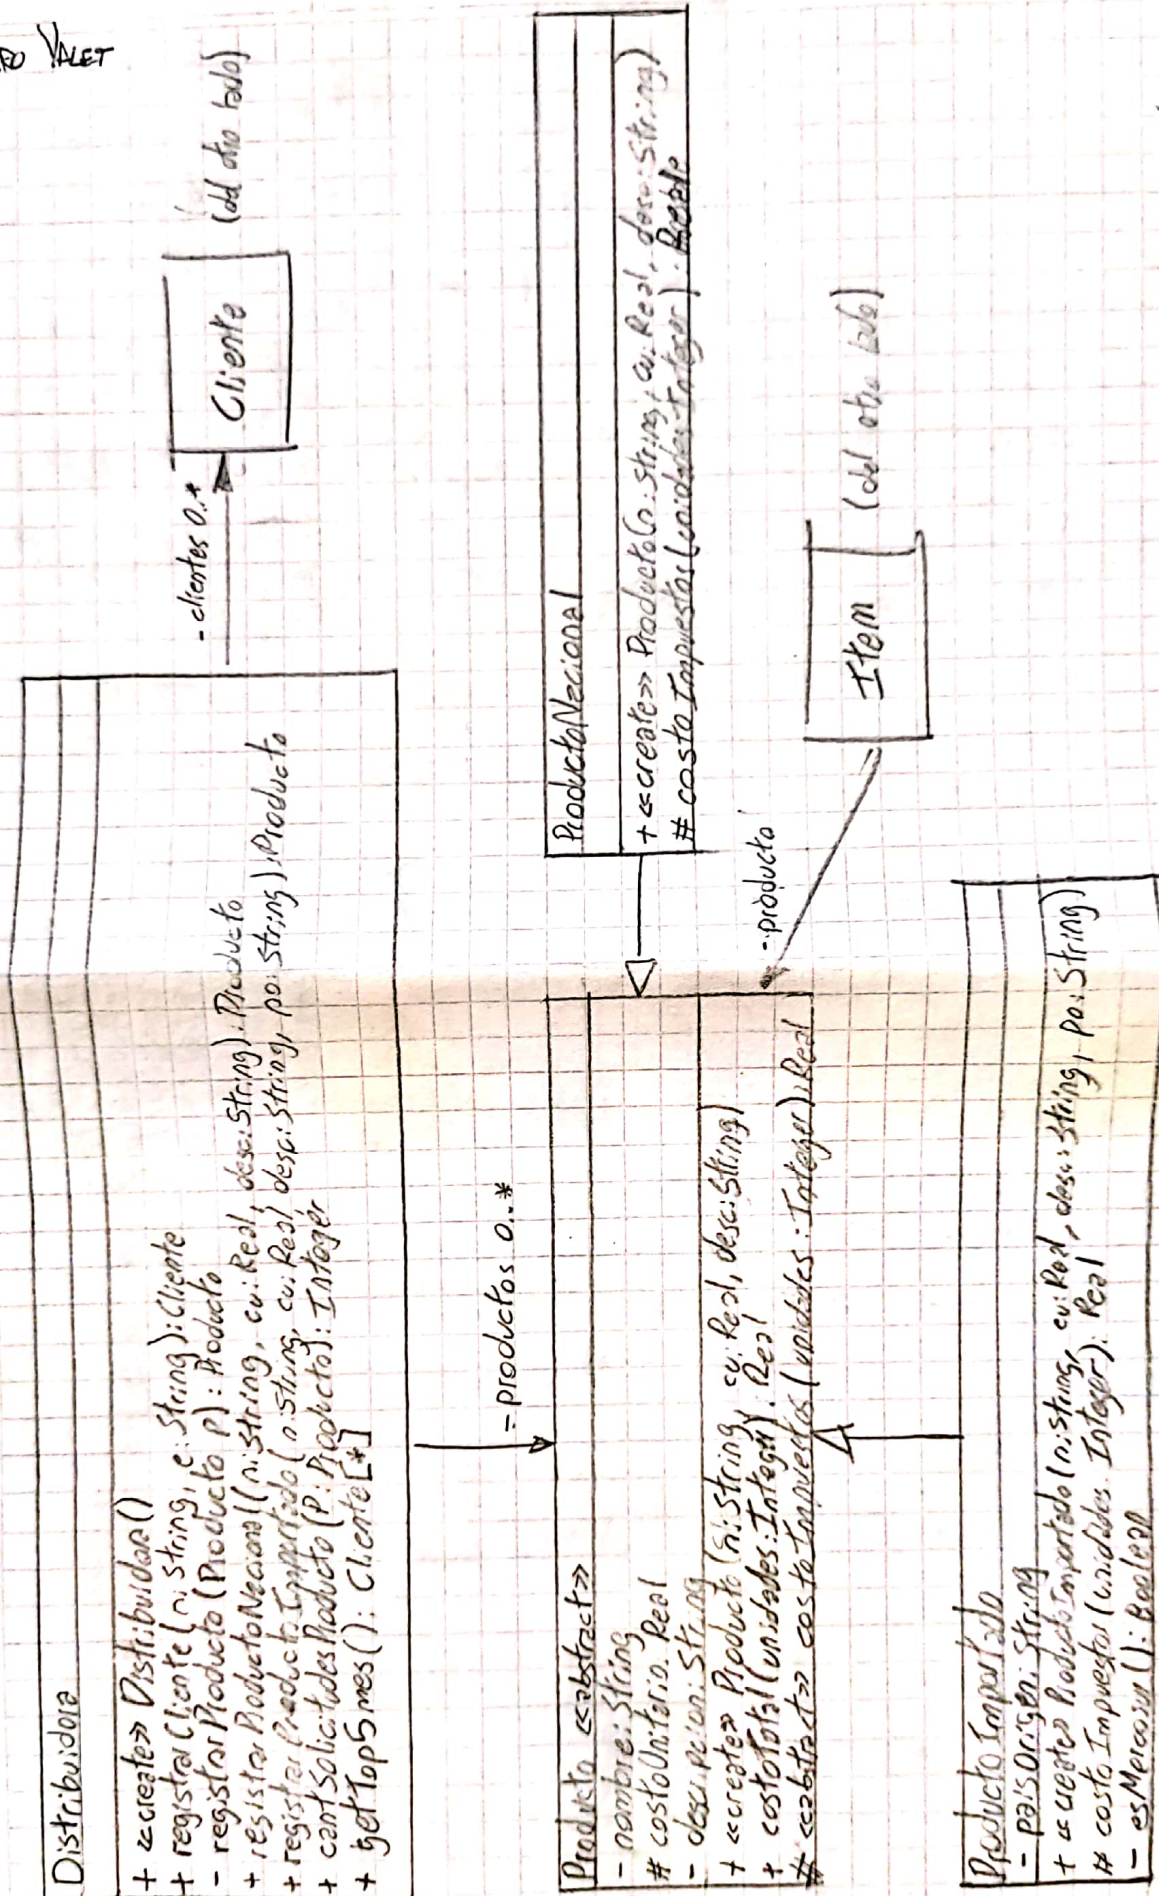 VALET
Distribuidora
+ «create» Distribuidora()
+ registrarCliente(n: String, e: String): Cliente
- registrarProducto(Producto p): Producto
+ registrarProductoNacional(n: String, cu: Real, desc: String): Producto
+ registrarProductoImportado(n: String, cu: Real, desc: String, po: String): Producto
+ cantSolicitudesProducto(P: Producto): Integer
+ getTop5mes(): Cliente[*]
- clientes 0..*
Cliente
(del otro lado)
- productos 0..*
Producto «abstract»
- nombre: String
# costoUnitario: Real
- descripcion: String
+ «create» Producto(n: String, cu: Real, desc: String)
+ costoTotal(unidades: Integer): Real
# «abstract» costoImpuestos(unidades: Integer): Real
ProductoNacional
+ «create» Producto(n: String, cu: Real, desc: String)
# costoImpuestos(unidades: Integer):
- producto
Item
(del otro lado)
ProductoImportado
- paisOrigen: String
+ «create» ProductoImportado(n: String, cu: Real, desc: String, po: String)
# costoImpuestos(unidades: Integer): Real
- esMercosur(): Boolean